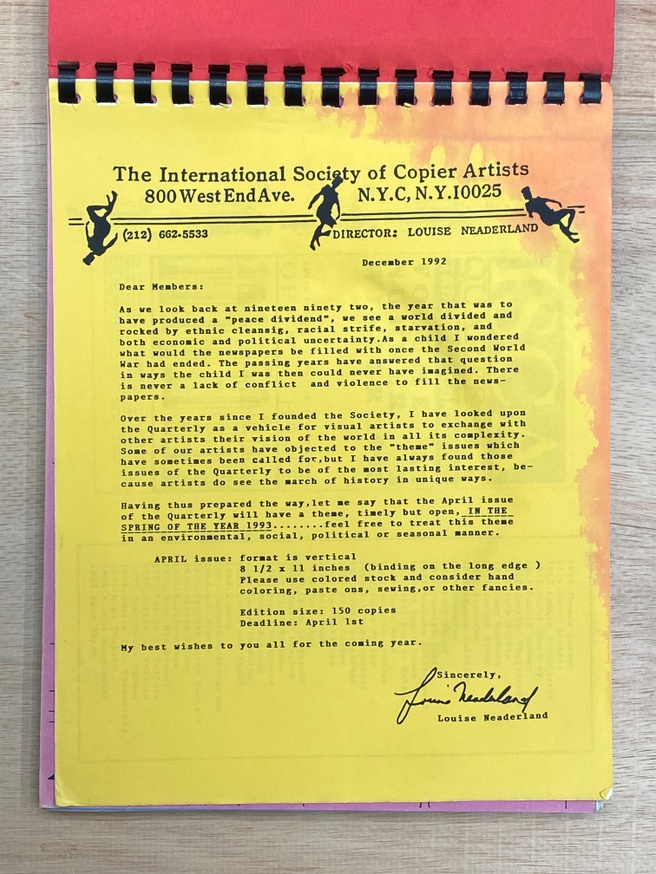 The International Society of Copier Artists
800 West End Ave. N.Y.C, N.Y.I0025
(212) 662-5533 DIRECTOR: LOUISE NEADERLAND
December 1992
Dear Members:
As we look back at nineteen ninety two, the year that was to
have produced a "peace dividend", we see a world divided and
rocked by ethnic cleansig, racial strife, starvation, and
both economic and political uncertainty.As a child I wondered
what would the newspapers be filled with once the Second World
War had ended. The passing years have answered that question
in ways the child I was then could never have imagined. There
is never a lack of conflict and violence to fill the news-
papers.
Over the years since I founded the Society, I have looked upon
the Quarterly as a vehicle for visual artists to exchange with
other artists their vision of the world in all its complexity.
Some of our artists have objected to the "theme" issues which
have sometimes been called for,but I have always found those
issues of the Quarterly to be of the most lasting interest, be-
cause artists do see the march of history in unique ways.
Having thus prepared the way,let me say that the April issue
of the Quarterly will have a theme, timely but open, IN THE
SPRING OF THE YEAR 1993........feel free to treat this theme
in an environmental, social, political or seasonal manner.
APRIL issue: format is vertical
8 1/2 x 11 inches (binding on the long edge )
Please use colored stock and consider hand
coloring, paste ons, sewing,or other fancies.
Edition size: 150 copies
Deadline: April 1st
My best wishes to you all for the coming year.
Sincerely,
Louise Neaderland
Louise Neaderland